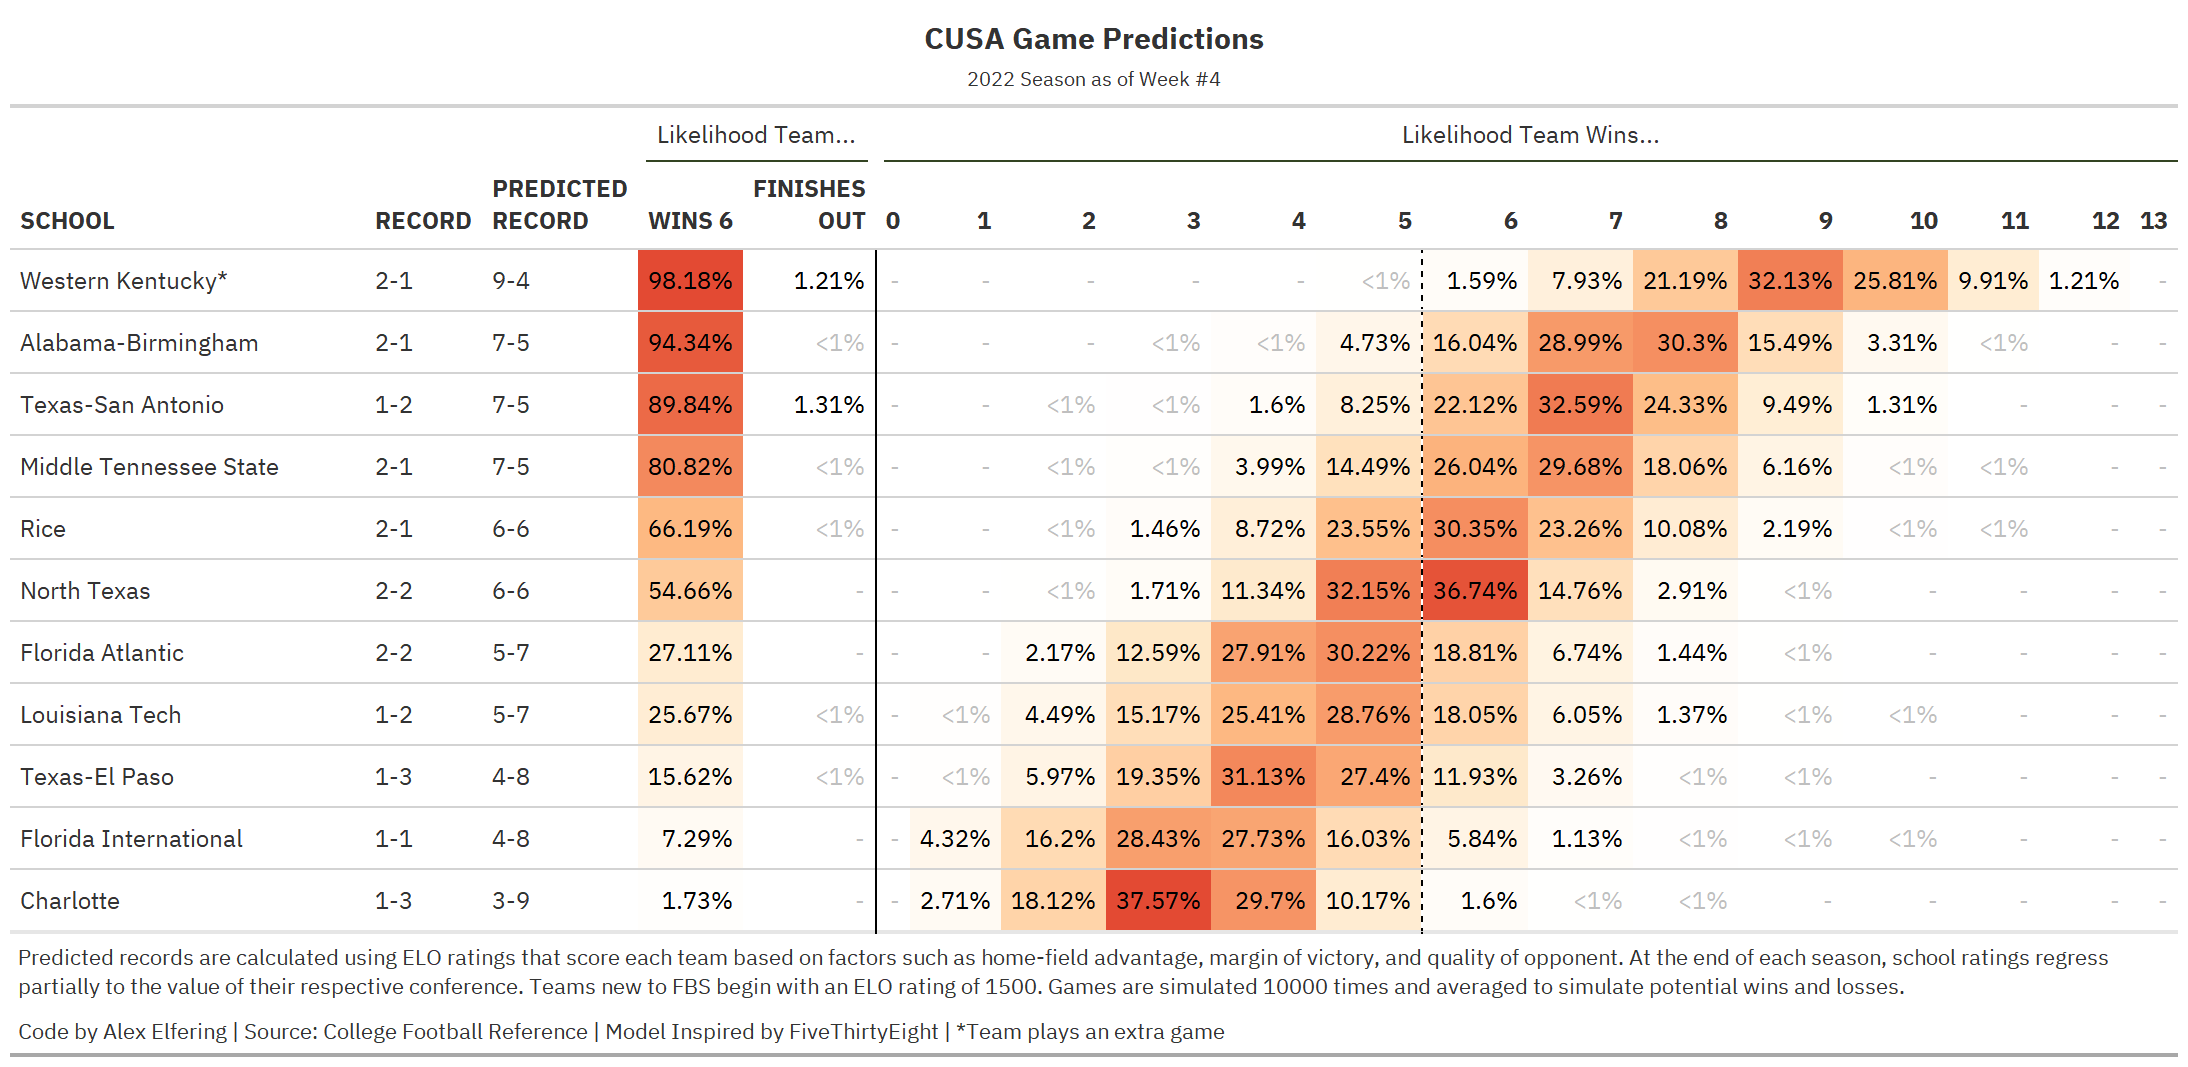 CUSA Game Predictions
2022 Season as of Week #4
Likelihood Team... Likelihood Team Wins...
PREDICTED FINISHES
SCHOOL RECORD RECORD WINS 6 OUT 0 1 2 3 4 5 6 7 8 9 10 11 12 13
Western Kentucky* 2-1 9-4 98.18% 1.21% - - - - - <1% 1.59% 7.93% 21.19% 32.13% 25.81% 9.91% 1.21% -
Alabama-Birmingham 2-1 7-5 94.34% <1% - - - <1% <1% 4.73% 16.04% 28.99% 30.3% 15.49% 3.31% <1% - -
Texas-San Antonio 1-2 7-5 89.84% 1.31% - - <1% <1% 1.6% 8.25% 22.12% 32.59% 24.33% 9.49% 1.31% - - -
Middle Tennessee State 2-1 7-5 80.82% <1% - - <1% <1% 3.99% 14.49% 26.04% 29.68% 18.06% 6.16% <1% <1% - -
Rice 2-1 6-6 66.19% <1% - - <1% 1.46% 8.72% 23.55% 30.35% 23.26% 10.08% 2.19% <1% <1% - -
North Texas 2-2 6-6 54.66% - - - <1% 1.71% 11.34% 32.15% 36.74% 14.76% 2.91% <1% - - - -
Florida Atlantic 2-2 5-7 27.11% - - - 2.17% 12.59% 27.91% 30.22% 18.81% 6.74% 1.44% <1% - - - -
Louisiana Tech 1-2 5-7 25.67% <1% - <1% 4.49% 15.17% 25.41% 28.76% 18.05% 6.05% 1.37% <1% <1% - - -
Texas-El Paso 1-3 4-8 15.62% <1% - <1% 5.97% 19.35% 31.13% 27.4% 11.93% 3.26% <1% <1% - - - -
Florida International 1-1 4-8 7.29% - - 4.32% 16.2% 28.43% 27.73% 16.03% 5.84% 1.13% <1% <1% <1% - - -
Charlotte 1-3 3-9 1.73% - - 2.71% 18.12% 37.57% 29.7% 10.17% 1.6% <1% <1% - - - - -
Predicted records are calculated using ELO ratings that score each team based on factors such as home-field advantage, margin of victory, and quality of opponent. At the end of each season, school ratings regress
partially to the value of their respective conference. Teams new to FBS begin with an ELO rating of 1500. Games are simulated 10000 times and averaged to simulate potential wins and losses.
Code by Alex Elfering | Source: College Football Reference | Model Inspired by FiveThirtyEight | *Team plays an extra game